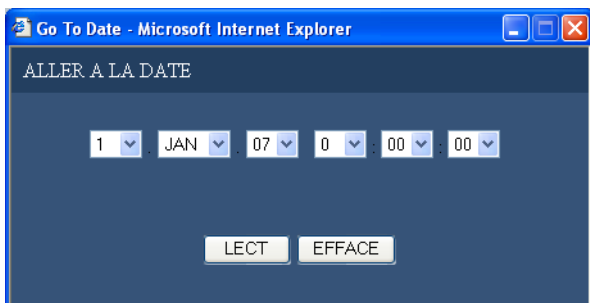 Go To Date - Microsoft Internet Explorer
ALLER A LA DATE
1 . JAN . 07 0 : 00 : 00
LECT EFFACE